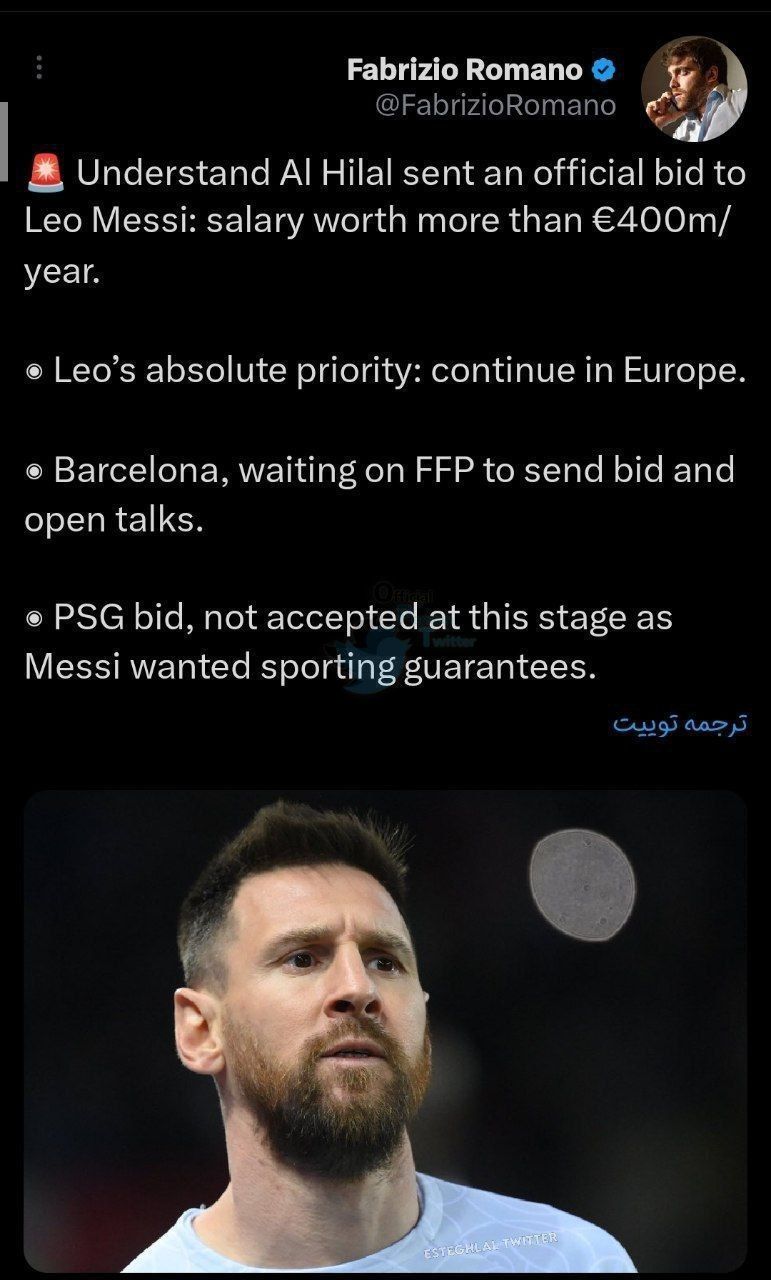 Fabrizio Romano
@FabrizioRomano
🚨 Understand Al Hilal sent an official bid to
Leo Messi: salary worth more than €400m/
year.
◉ Leo’s absolute priority: continue in Europe.
◉ Barcelona, waiting on FFP to send bid and
open talks.
Official
◉ PSG bid, not accepted at this stage as
Twitter
Messi wanted sporting guarantees.
ترجمه توییت
ESTEGHLAL TWITTER